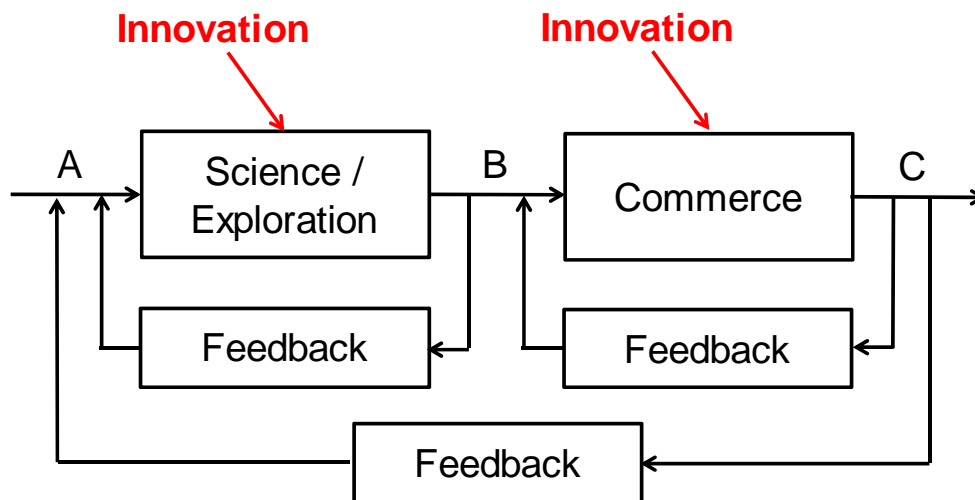 Innovation
Innovation
A
Science /
Exploration
B
Commerce
C
Feedback
Feedback
Feedback